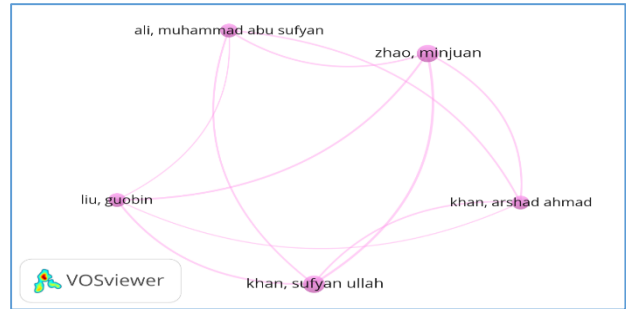 ali, muhammad abu sufyan
zhao, minjuan
liu, guobin
khan, arshad ahmad
khan, sufyan ullah
VOSviewer